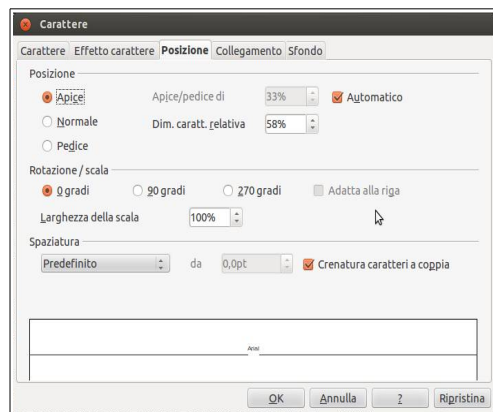 Carattere
Carattere Effetto carattere Posizione Collegamento Sfondo
Posizione
Apice Apice/pedice di 33% Automatico
Normale Dim. caratt. relativa 58%
Pedice
Rotazione / scala
0 gradi 90 gradi 270 gradi Adatta alla riga
Larghezza della scala 100%
Spaziatura
Predefinito da 0,0pt Crenatura caratteri a coppia
Arial
OK Annulla ? Ripristina